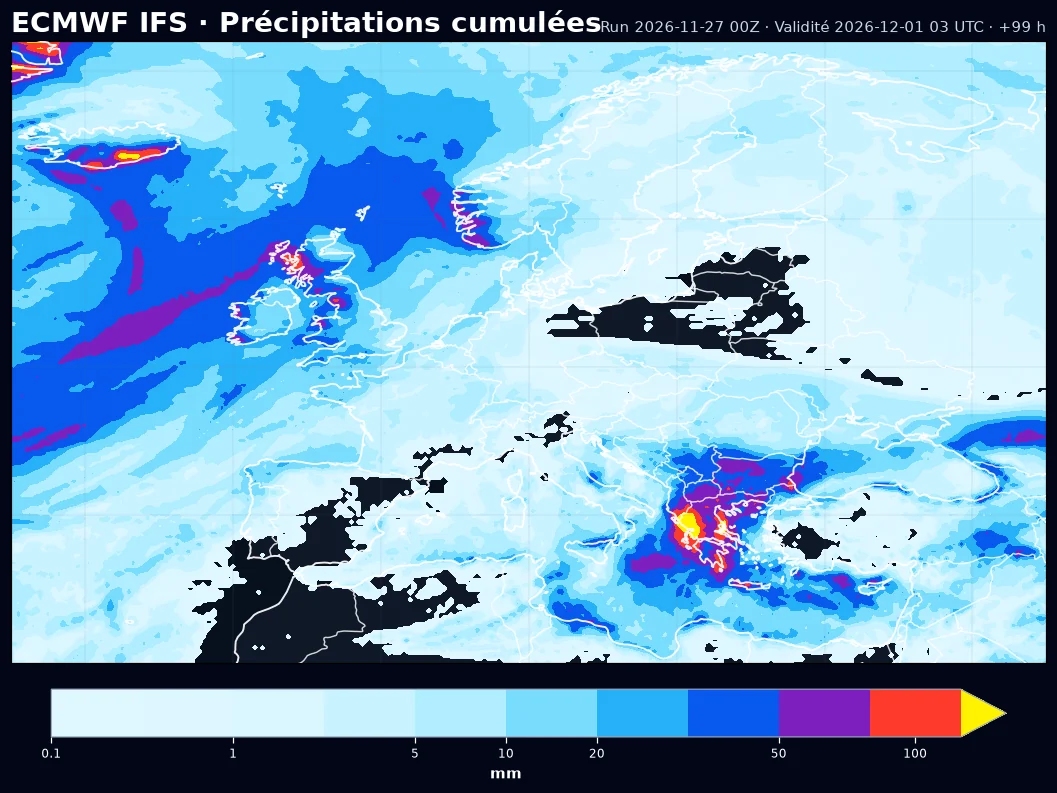 ECMWF IFS · Précipitations cumulées
Run 2026-11-27 00Z · Validité 2026-12-01 03 UTC · +99 h
0.1 1 5 10 20 50 100
mm